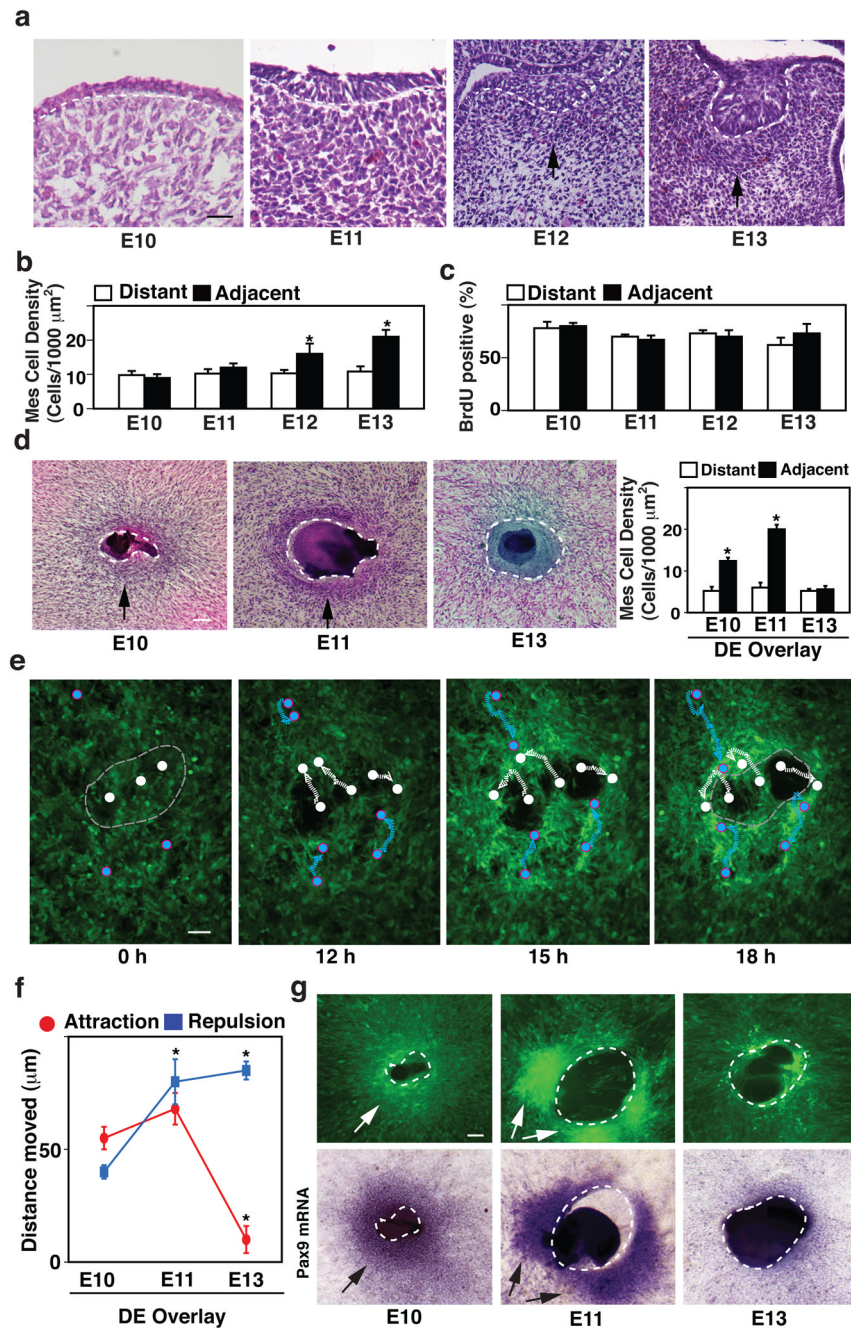 a
E10 E11 E12 E13
b
Distant Adjacent
Mes Cell Density
(Cells/1000 μm²)
20
10
0
*
*
E10 E11 E12 E13
c
Distant Adjacent
BrdU positive (%)
50
0
E10 E11 E12 E13
d
E10 E11 E13
Distant Adjacent
Mes Cell Density
(Cells/1000 μm²)
20
10
0
*
*
E10 E11 E13
DE Overlay
e
0 h 12 h 15 h 18 h
f
Attraction Repulsion
Distance moved (μm)
50
0
*
*
*
E10 E11 E13
DE Overlay
g
Pax9 mRNA
E10 E11 E13